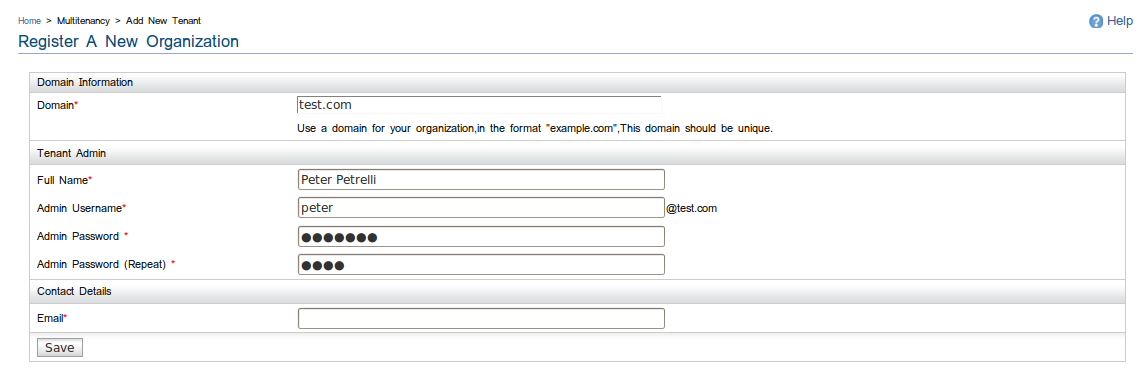 Home > Multitenancy > Add New Tenant
Help
Register A New Organization
Domain Information
Domain* test.com
Use a domain for your organization,in the format "example.com",This domain should be unique.
Tenant Admin
Full Name* Peter Petrelli
Admin Username* peter @test.com
Admin Password * ●●●●●●●
Admin Password (Repeat) * ●●●●
Contact Details
Email*
Save